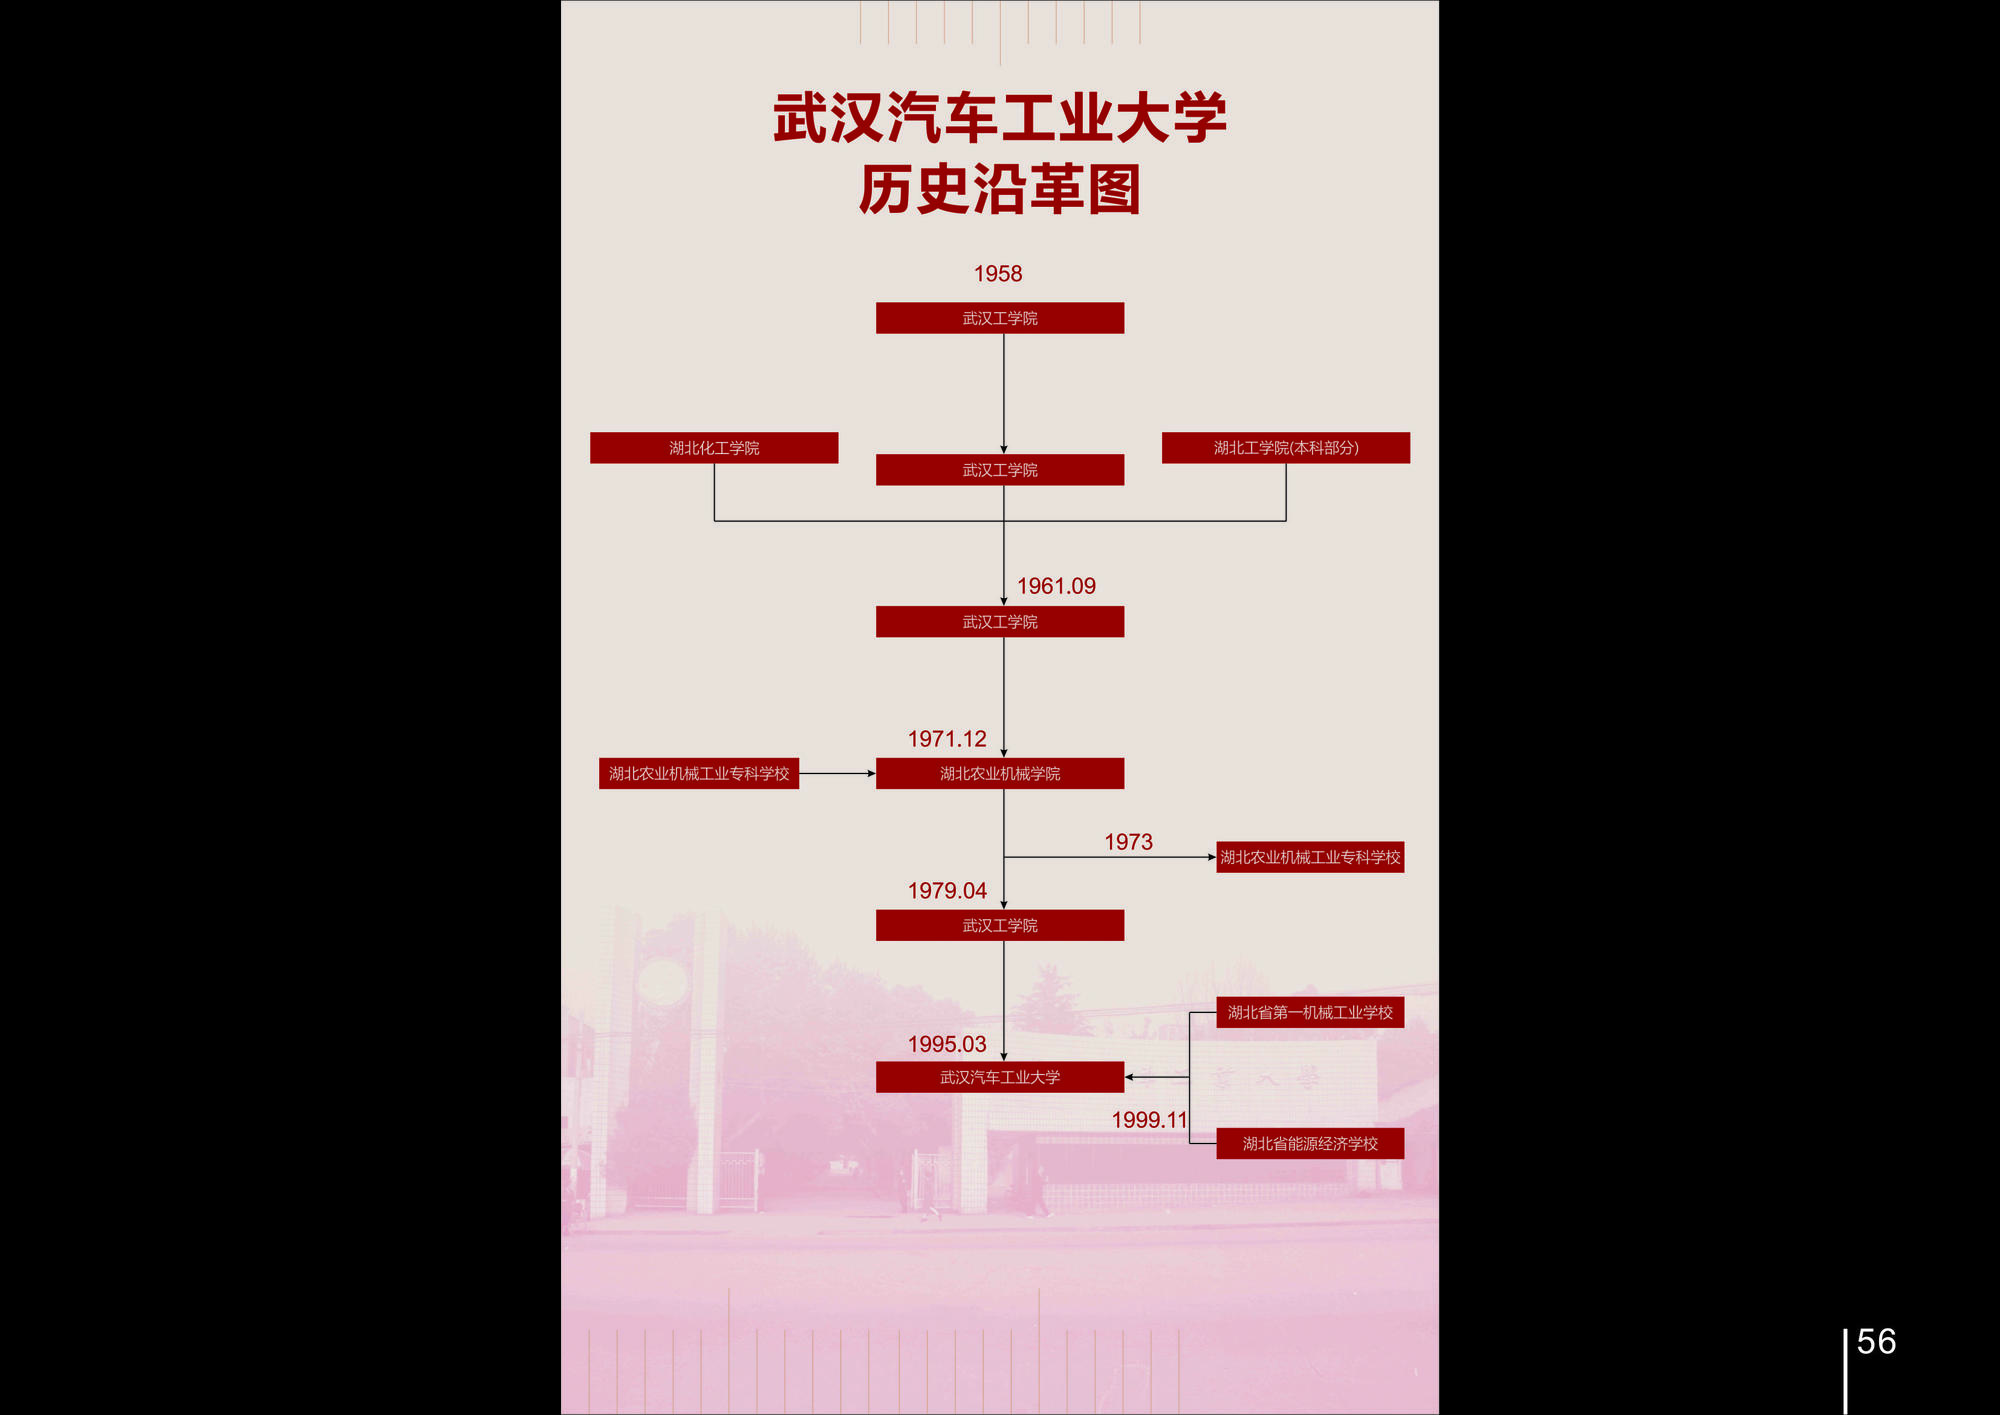 武汉汽车工业大学
历史沿革图
1958
武汉工学院
湖北化工学院
武汉工学院
湖北工学院(本科部分)
1961.09
武汉工学院
1971.12
湖北农业机械工业专科学校
湖北农业机械学院
1973
湖北农业机械工业专科学校
1979.04
武汉工学院
湖北省第一机械工业学校
1995.03
武汉汽车工业大学
1999.11
湖北省能源经济学校
56